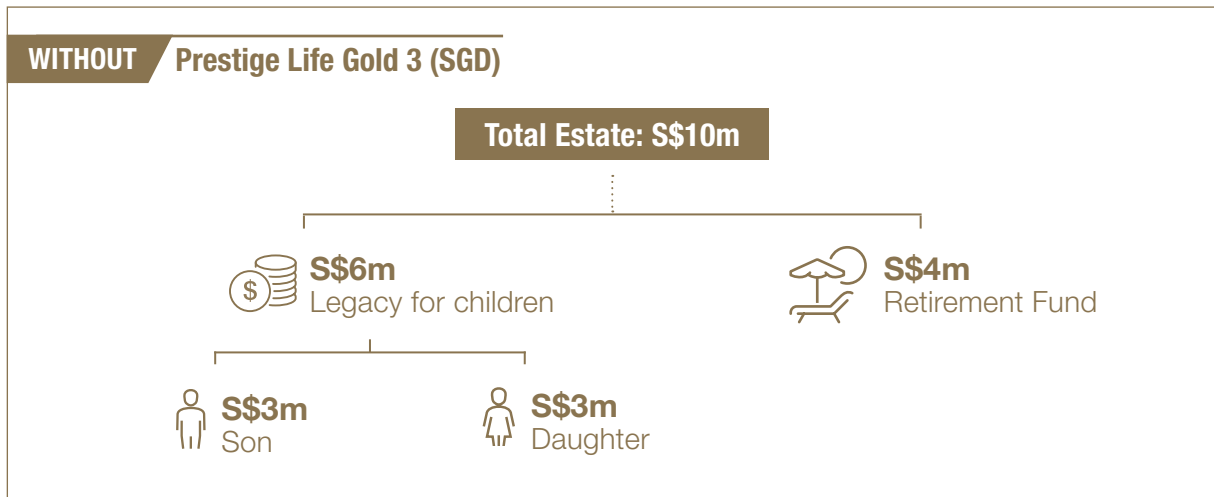 WITHOUT Prestige Life Gold 3 (SGD)
Total Estate: S$10m
S$6m
Legacy for children
S$4m
Retirement Fund
$
S$3m
Son
S$3m
Daughter